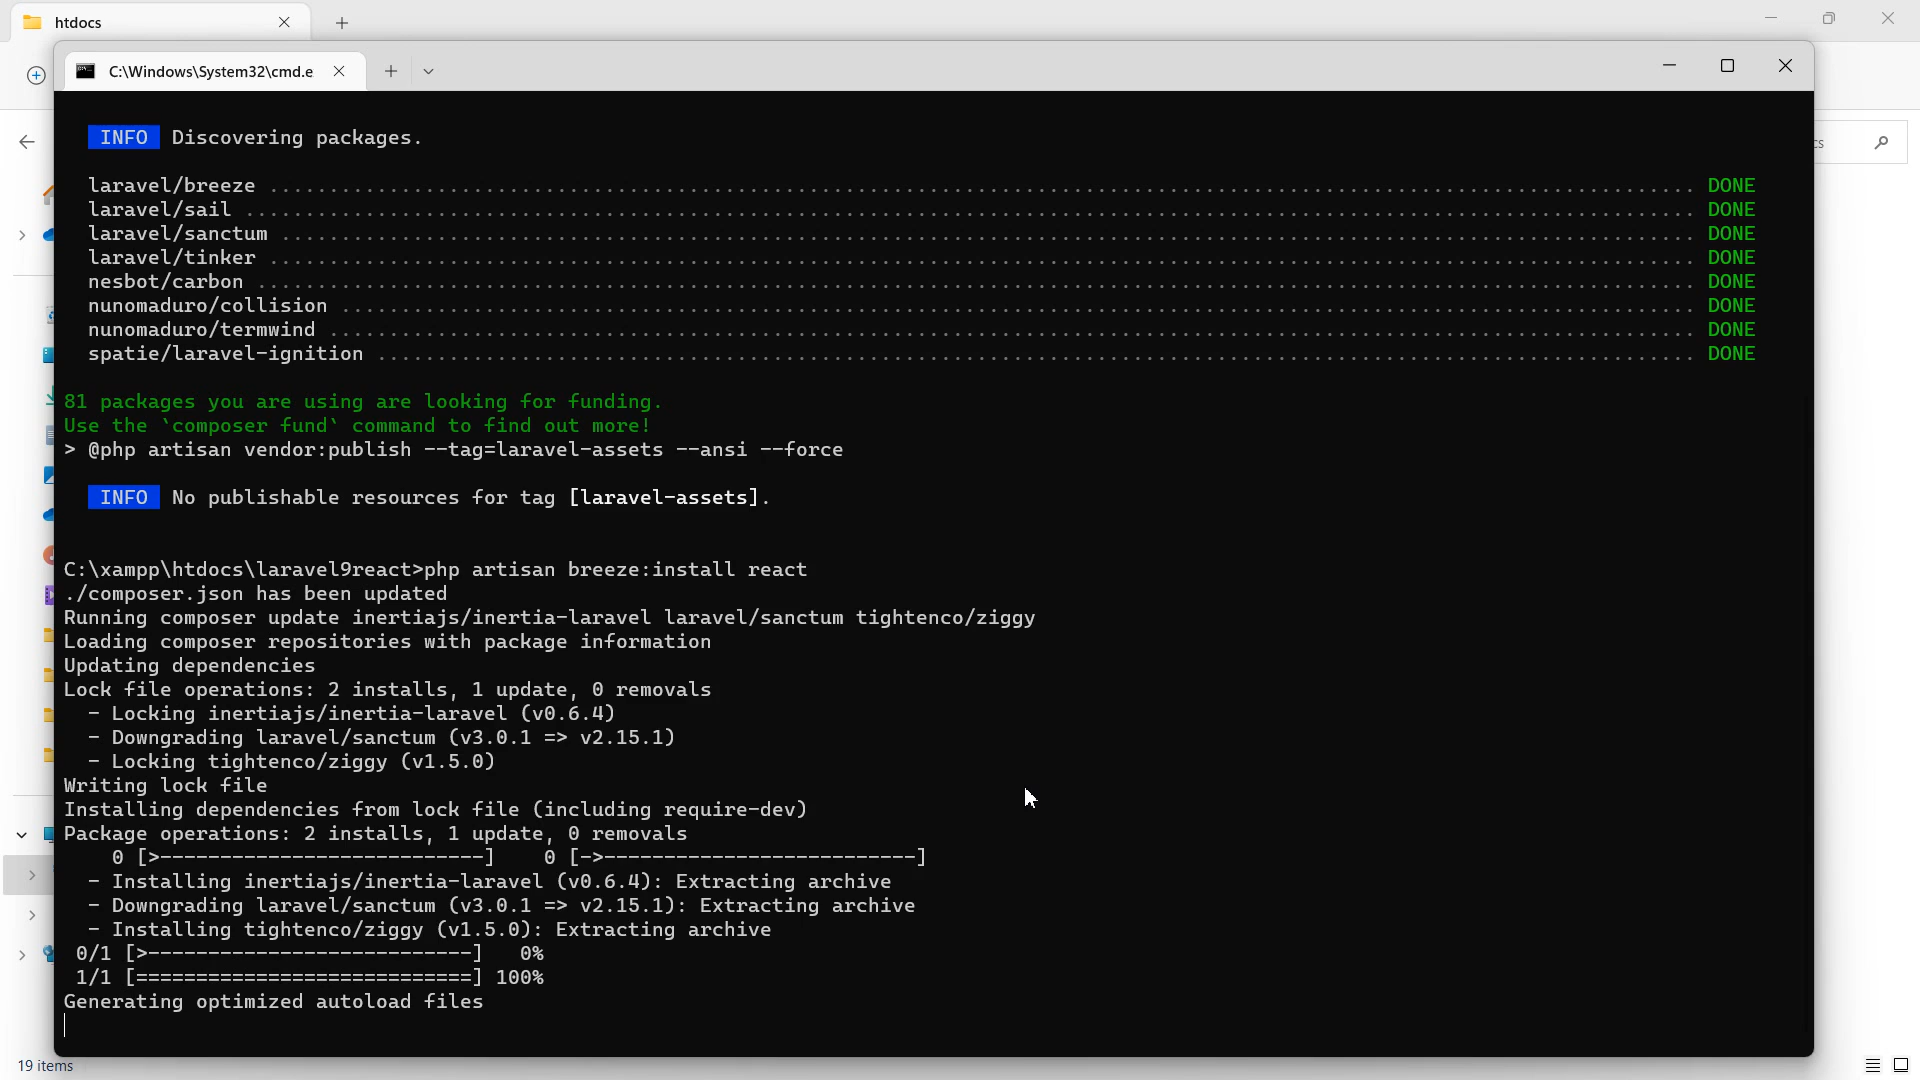 htdocs
C:\Windows\System32\cmd.e
INFO Discovering packages.
laravel/breeze ........................................................................................................................ DONE
laravel/sail .......................................................................................................................... DONE
laravel/sanctum ....................................................................................................................... DONE
laravel/tinker ........................................................................................................................ DONE
nesbot/carbon ......................................................................................................................... DONE
nunomaduro/collision .................................................................................................................. DONE
nunomaduro/termwind ................................................................................................................... DONE
spatie/laravel-ignition ............................................................................................................... DONE
81 packages you are using are looking for funding.
Use the `composer fund` command to find out more!
> @php artisan vendor:publish --tag=laravel-assets --ansi --force
INFO No publishable resources for tag [laravel-assets].
C:\xampp\htdocs\laravel9react>php artisan breeze:install react
./composer.json has been updated
Running composer update inertiajs/inertia-laravel laravel/sanctum tightenco/ziggy
Loading composer repositories with package information
Updating dependencies
Lock file operations: 2 installs, 1 update, 0 removals
- Locking inertiajs/inertia-laravel (v0.6.4)
- Downgrading laravel/sanctum (v3.0.1 => v2.15.1)
- Locking tightenco/ziggy (v1.5.0)
Writing lock file
Installing dependencies from lock file (including require-dev)
Package operations: 2 installs, 1 update, 0 removals
0 [>---------------------------]    0 [->--------------------------]
- Installing inertiajs/inertia-laravel (v0.6.4): Extracting archive
- Downgrading laravel/sanctum (v3.0.1 => v2.15.1): Extracting archive
- Installing tightenco/ziggy (v1.5.0): Extracting archive
0/1 [>---------------------------]   0%
1/1 [============================] 100%
Generating optimized autoload files
cs
19 items